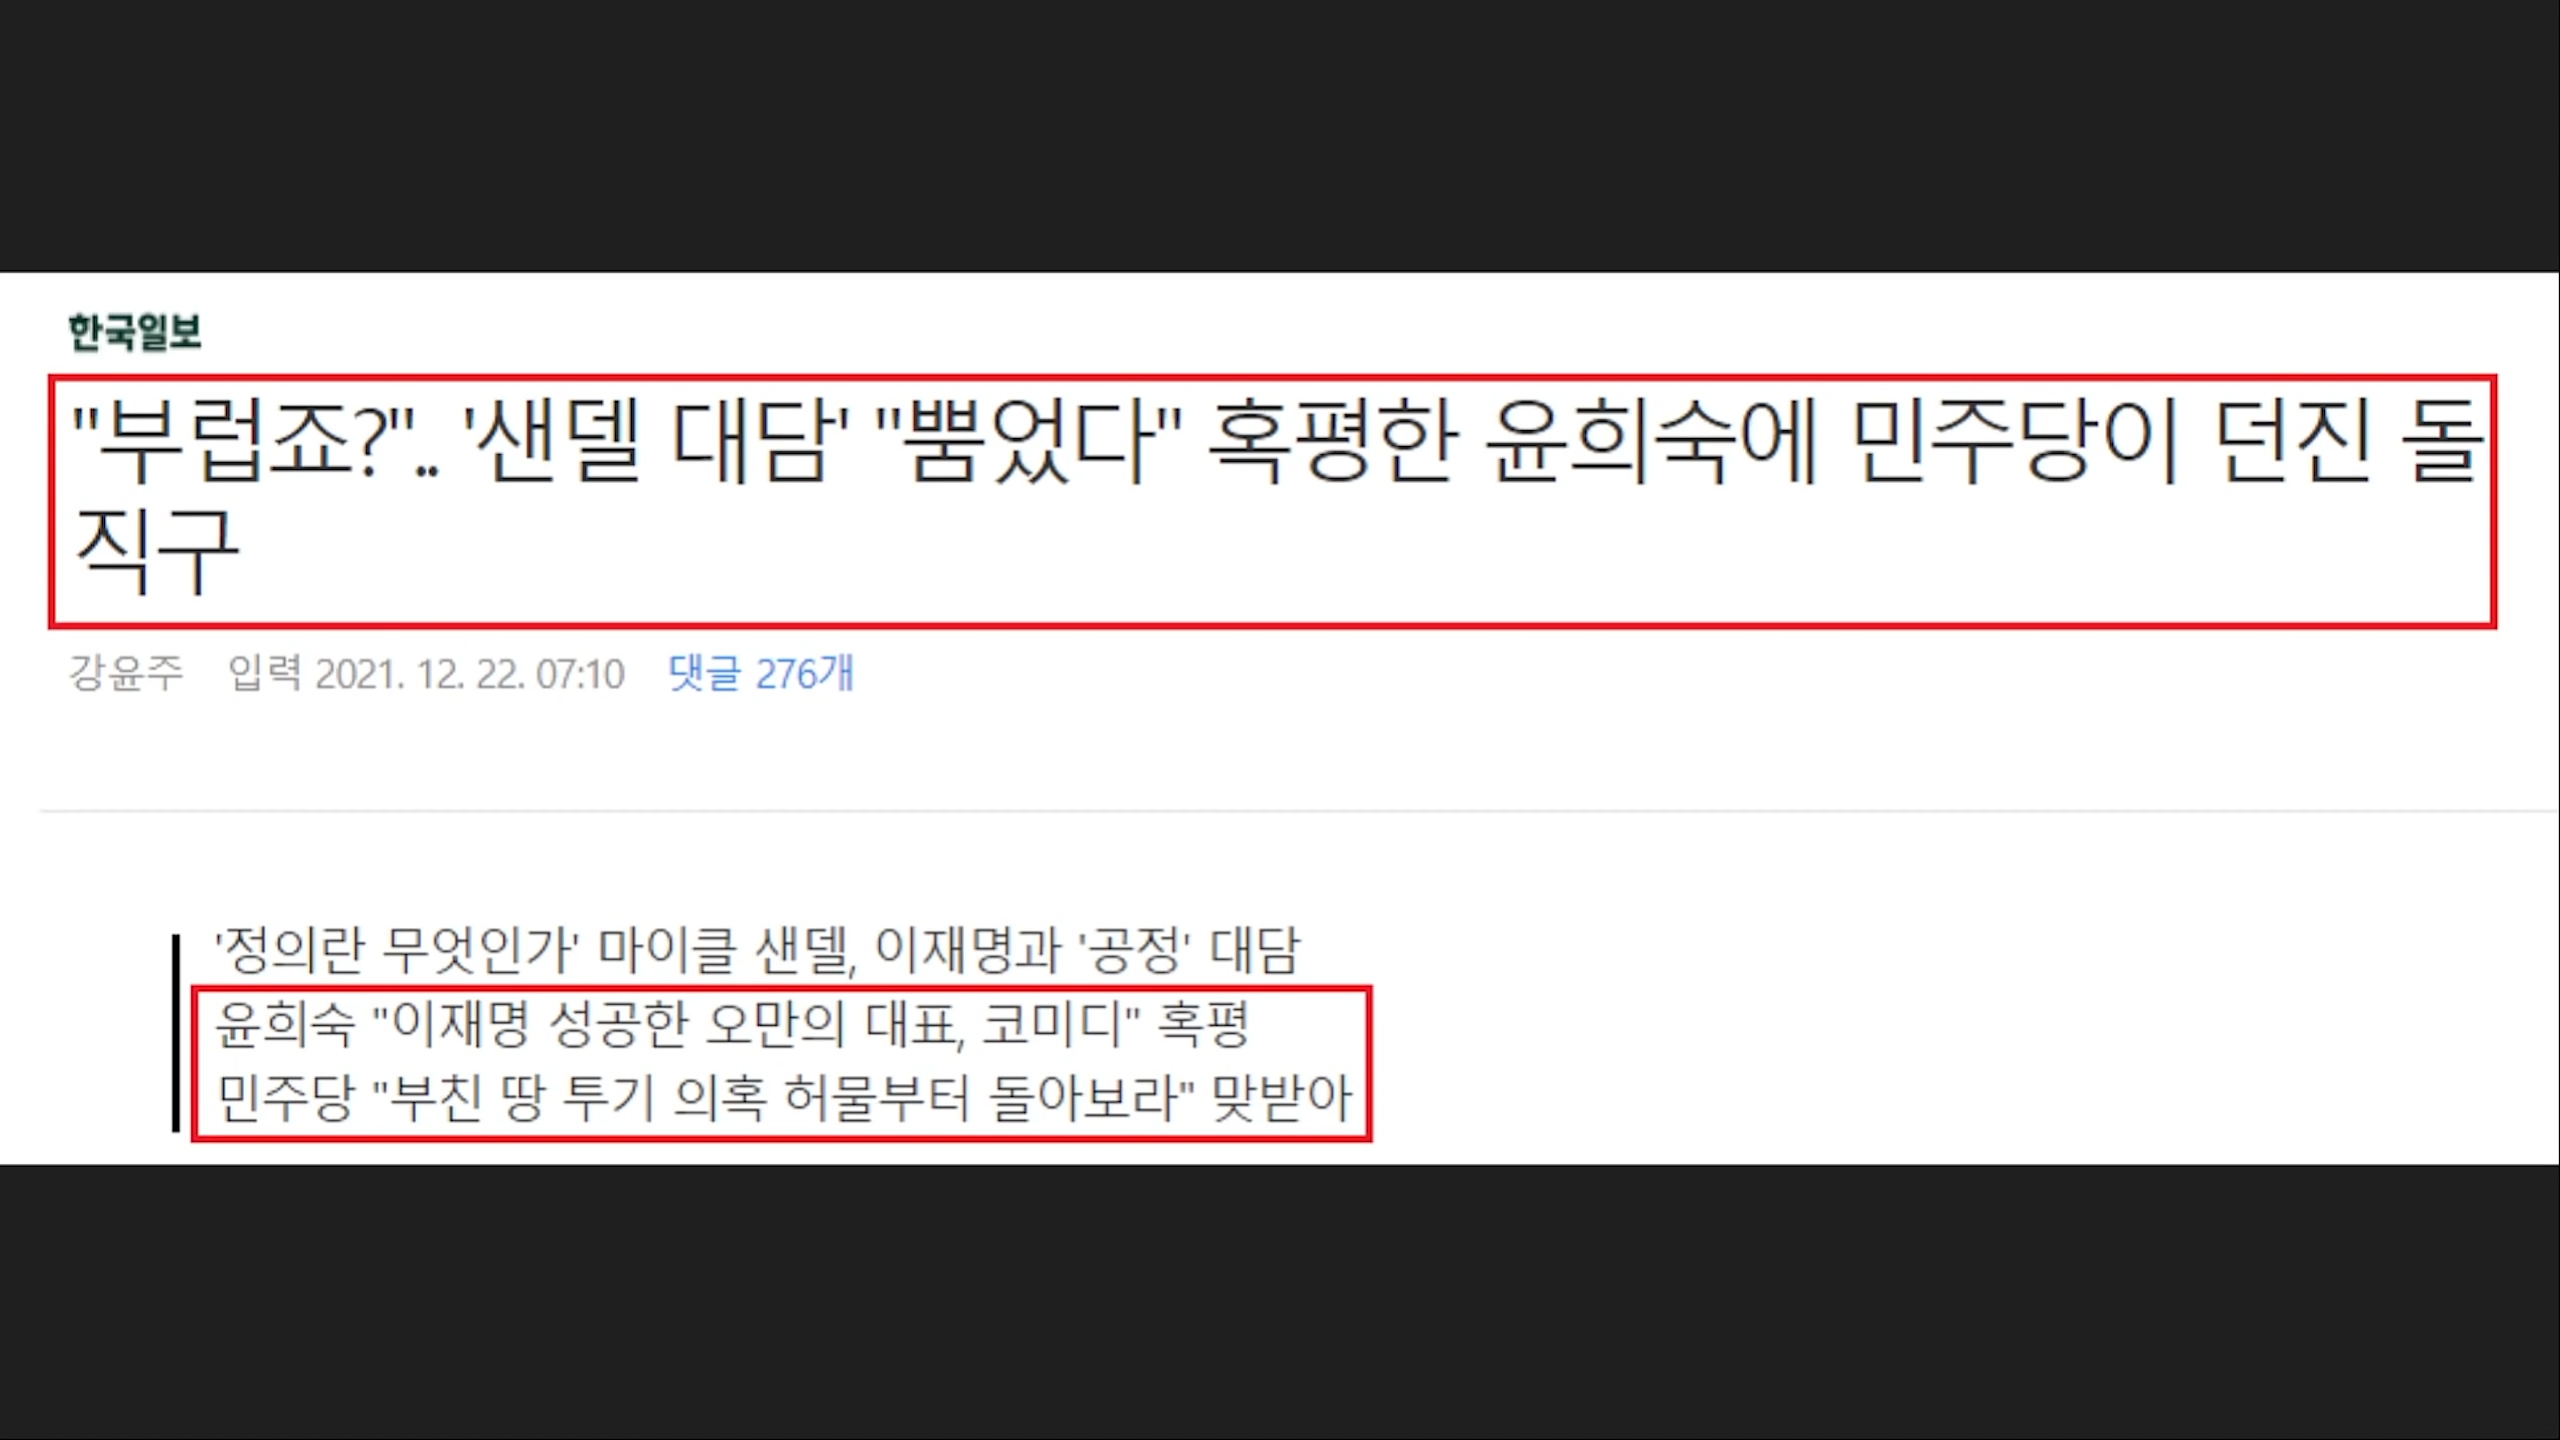 한국일보
"부럽죠?".. '샌델 대담' "뿜었다" 혹평한 윤희숙에 민주당이 던진 돌
직구
강윤주 입력 2021. 12. 22. 07:10 댓글 276개
'정의란 무엇인가' 마이클 샌델, 이재명과 '공정' 대담
윤희숙 "이재명 성공한 오만의 대표, 코미디" 혹평
민주당 "부친 땅 투기 의혹 허물부터 돌아보라" 맞받아